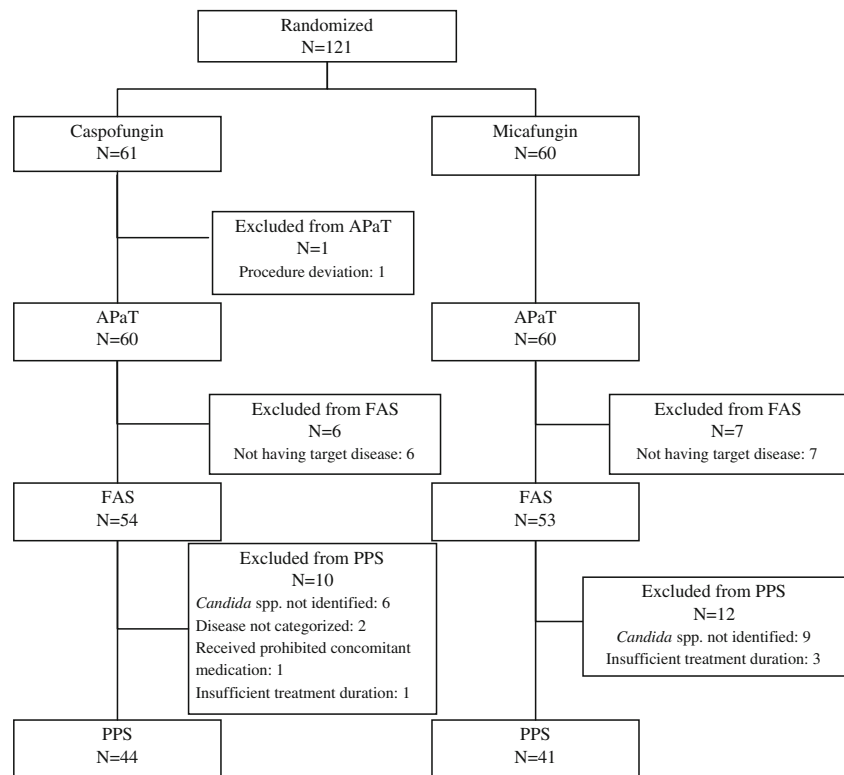 Randomized
N=121
Caspofungin
N=61
Micafungin
N=60
Excluded from APaT
N=1
Procedure deviation: 1
APaT
N=60
APaT
N=60
Excluded from FAS
N=6
Not having target disease: 6
Excluded from FAS
N=7
Not having target disease: 7
FAS
N=54
FAS
N=53
Excluded from PPS
N=10
Candida spp. not identified: 6
Disease not categorized: 2
Received prohibited concomitant
medication: 1
Insufficient treatment duration: 1
Excluded from PPS
N=12
Candida spp. not identified: 9
Insufficient treatment duration: 3
PPS
N=44
PPS
N=41